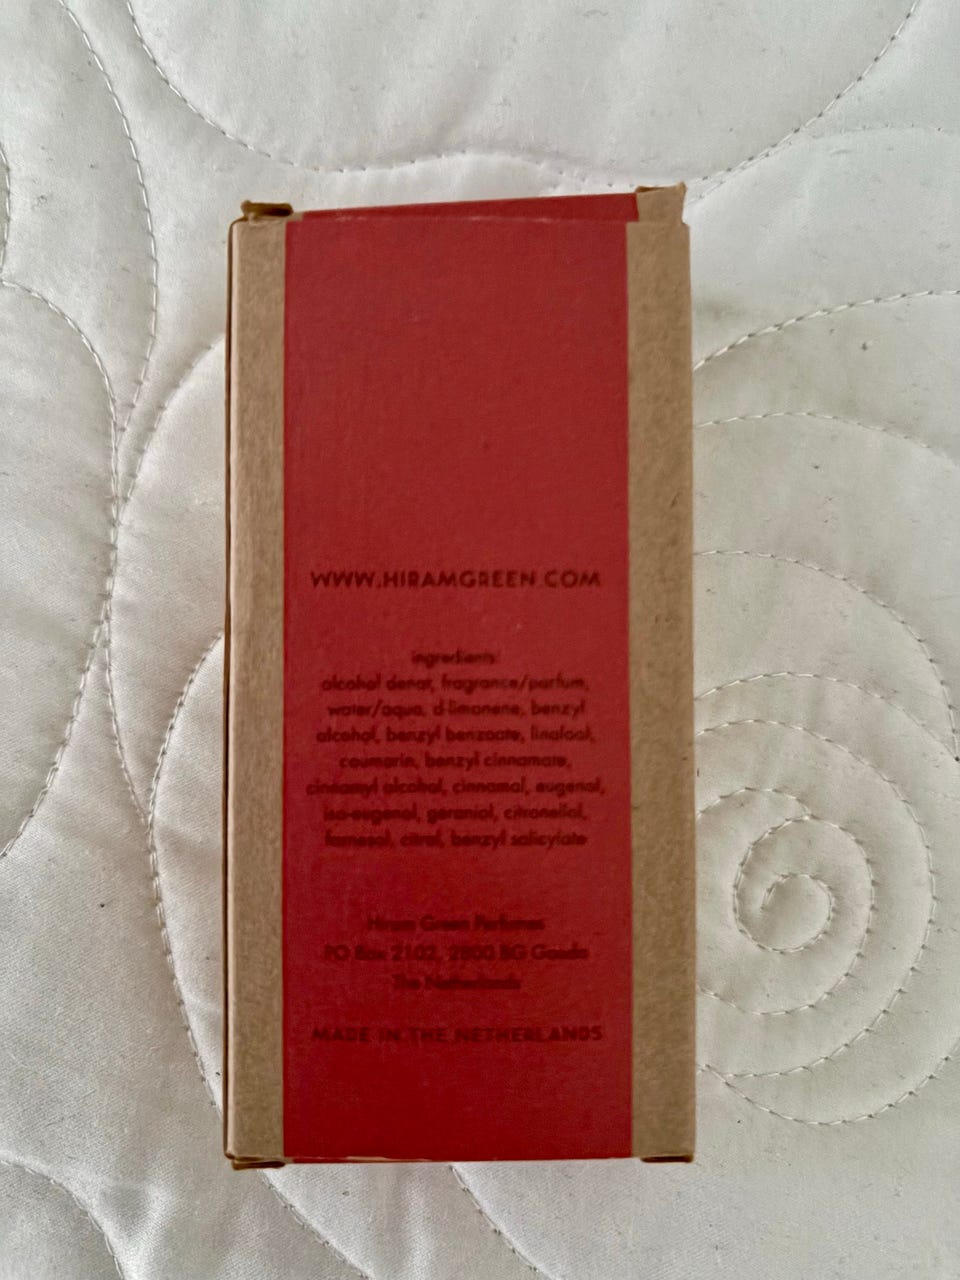 WWW.HIRAMGREEN.COM
ingredients:
alcohol denat, fragrance/parfum,
water/aqua, d-limonene, benzyl
alcohol, benzyl benzoate, linalool,
coumarin, benzyl cinnamate,
cinnamyl alcohol, cinnamal, eugenol,
iso-eugenol, geraniol, citronellol,
farnesol, citral, benzyl salicylate
Hiram Green Perfumes
PO Box 2102, 2800 BG Gouda
The Netherlands
MADE IN THE NETHERLANDS